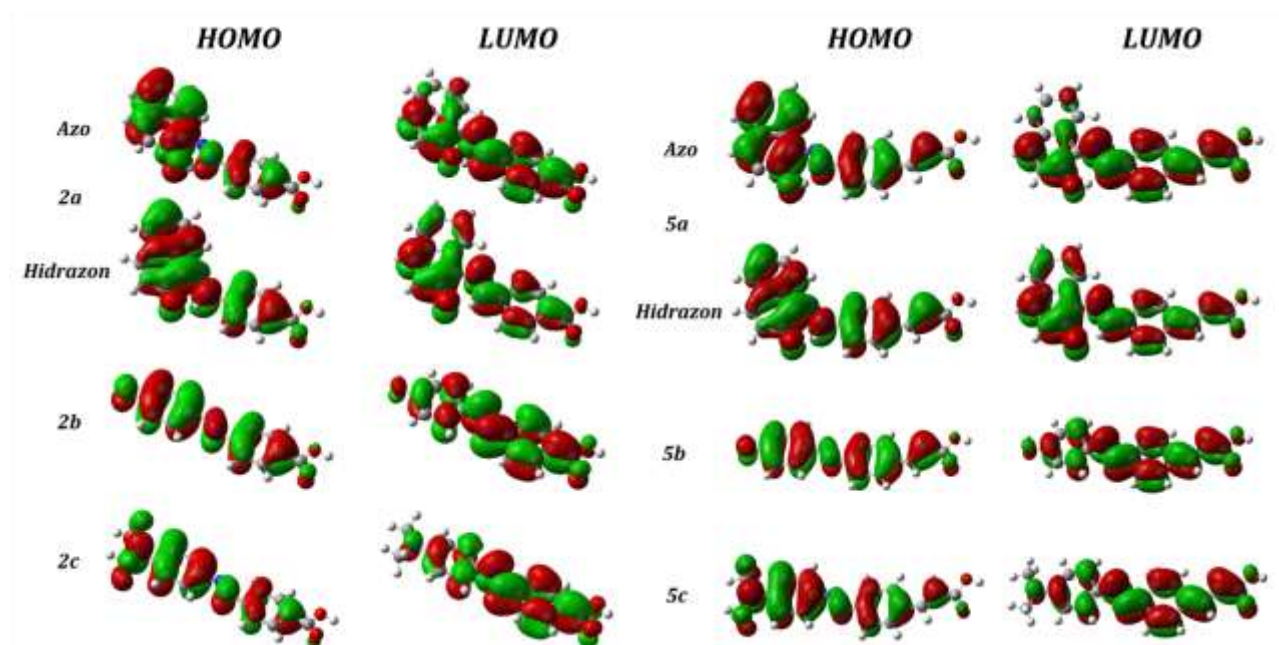 HOMO LUMO HOMO LUMO
Azo Azo
2a 5a
Hidrazon Hidrazon
2b 5b
2c 5c